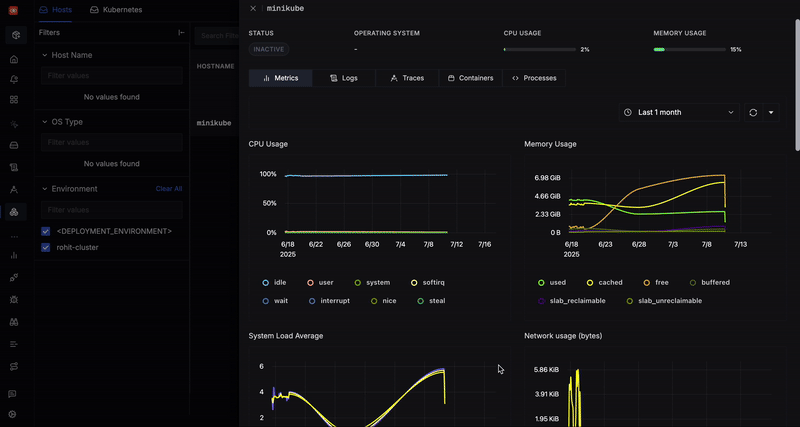 Hosts
Kubernetes
Filters
Host Name
Filter values
No values found
OS Type
Filter values
No values found
Environment
Clear All
Filter values
<DEPLOYMENT_ENVIRONMENT>
rohit-cluster
Search Filte
HOSTNAME
minikube
minikube
STATUS
OPERATING SYSTEM
CPU USAGE
MEMORY USAGE
INACTIVE
-
2%
15%
Metrics
Logs
Traces
Containers
Processes
Last 1 month
CPU Usage
100%
50%
0%
6/18 6/22 6/26 6/30 7/4 7/8 7/12 7/16
2025
idle
user
system
softirq
wait
interrupt
nice
steal
Memory Usage
6.98 GiB
4.66 GiB
2.33 GiB
0 B
6/18 6/23 6/28 7/3 7/8 7/13
2025
used
cached
free
buffered
slab_reclaimable
slab_unreclaimable
System Load Average
6
4
2
Network usage (bytes)
5.86 KiB
3.91 KiB
1.95 KiB